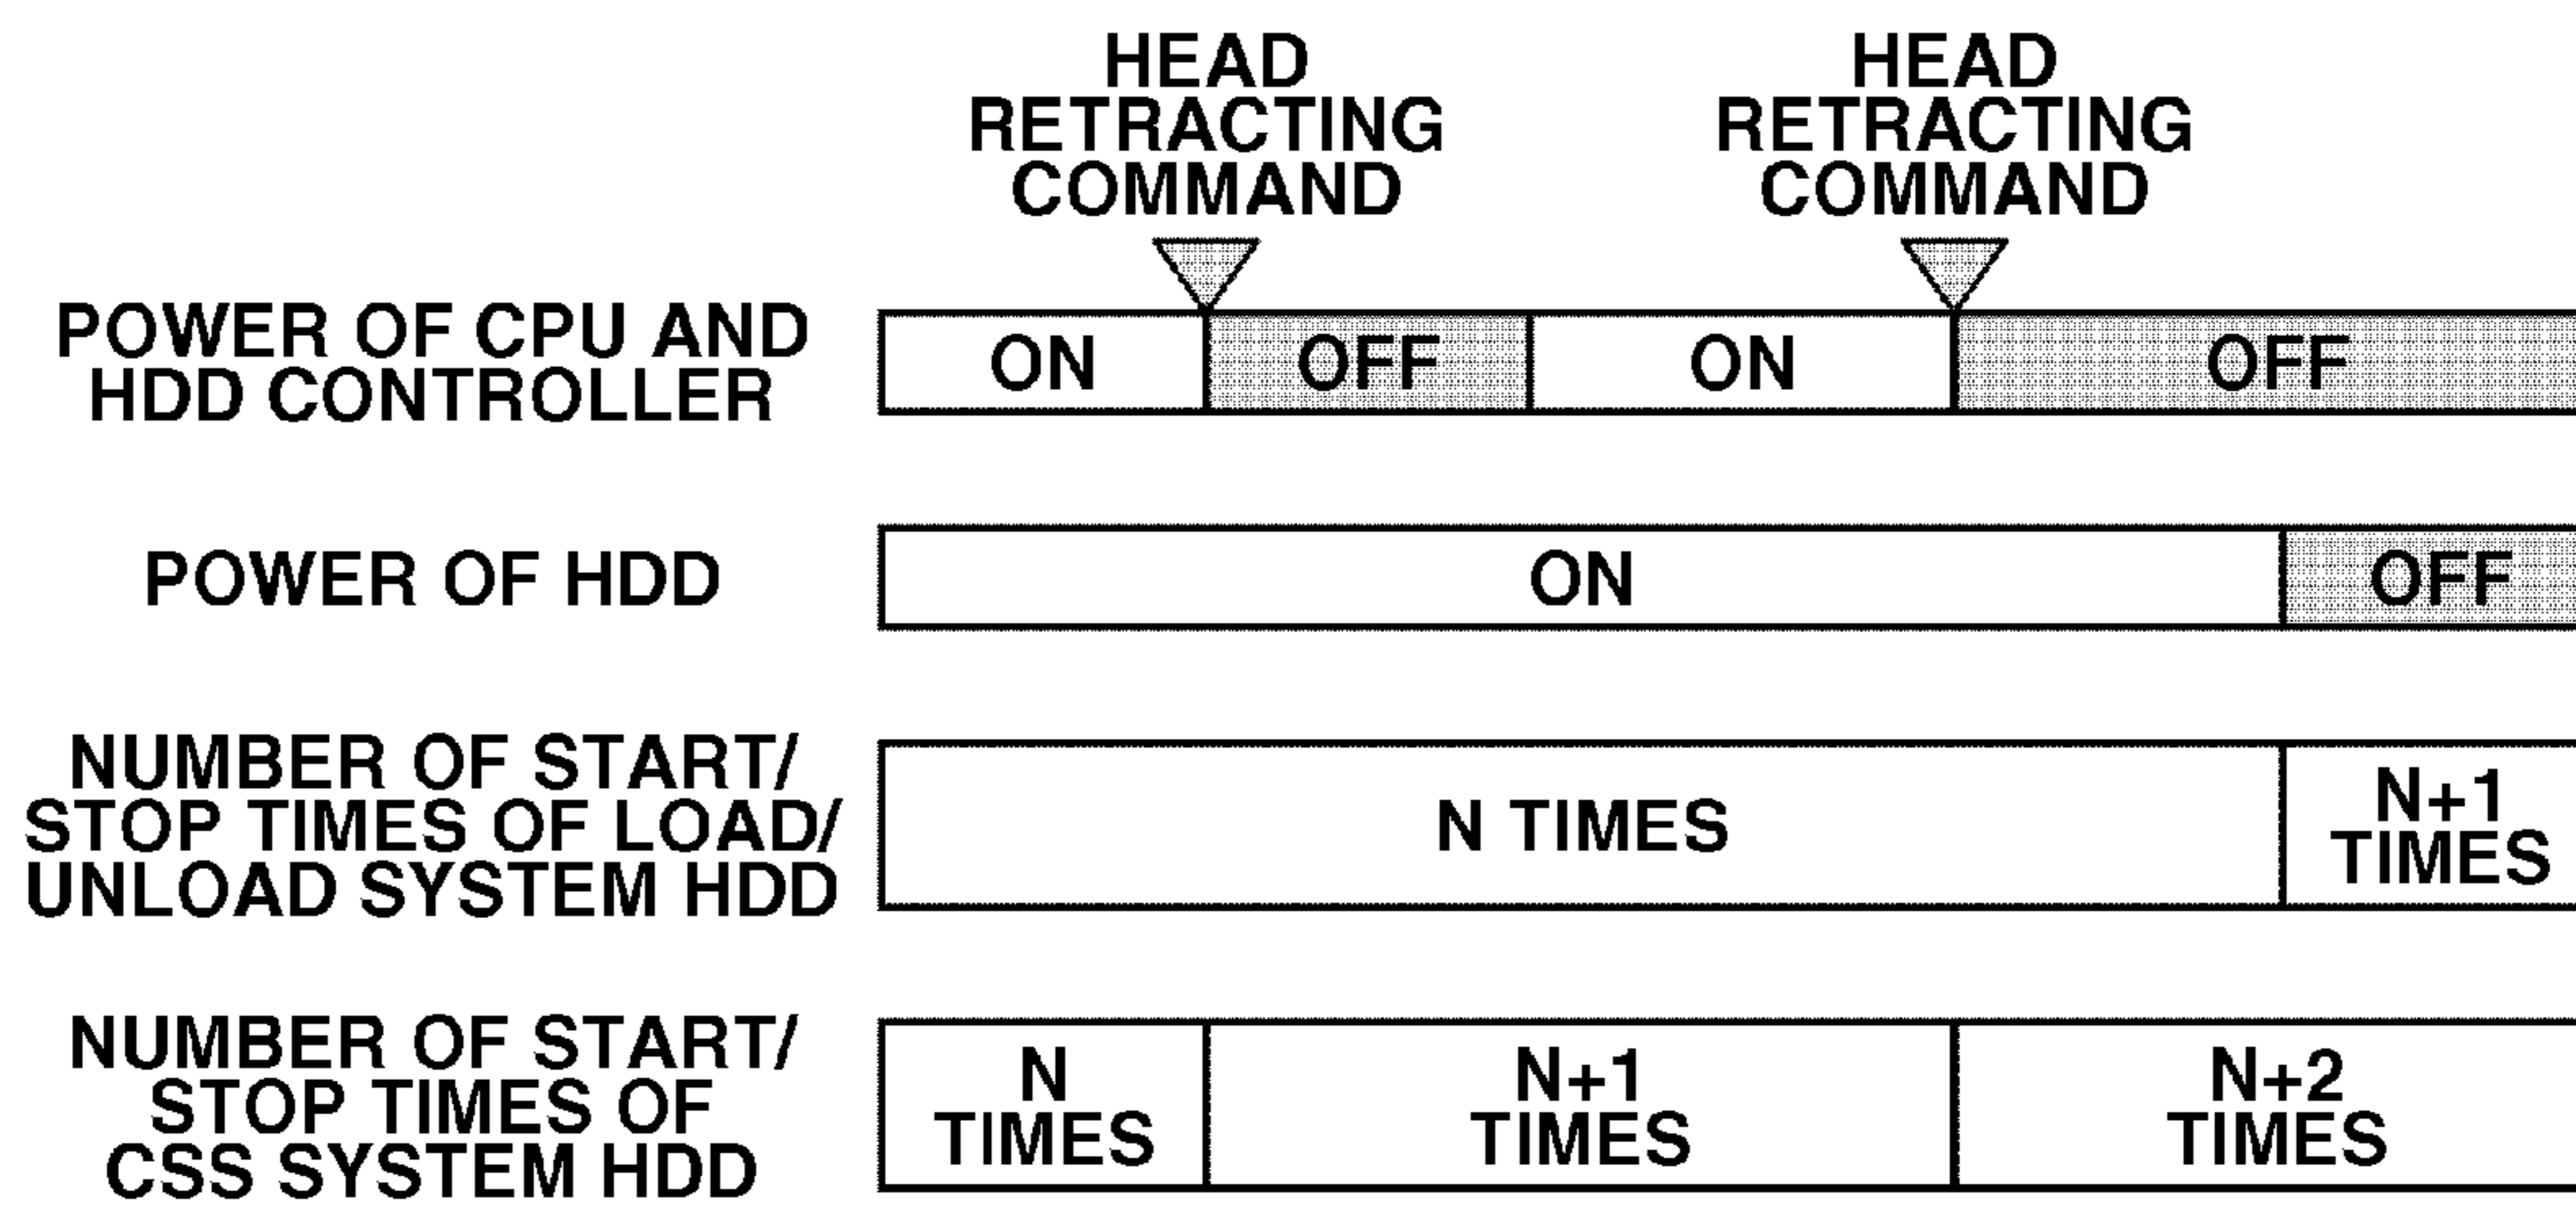 HEAD
RETRACTING
COMMAND
HEAD
RETRACTING
COMMAND
POWER OF CPU AND
HDD CONTROLLER
ON
OFF
ON
OFF
POWER OF HDD
ON
OFF
NUMBER OF START/
STOP TIMES OF LOAD/
UNLOAD SYSTEM HDD
N TIMES
N+1
TIMES
NUMBER OF START/
STOP TIMES OF
CSS SYSTEM HDD
N
TIMES
N+1
TIMES
N+2
TIMES